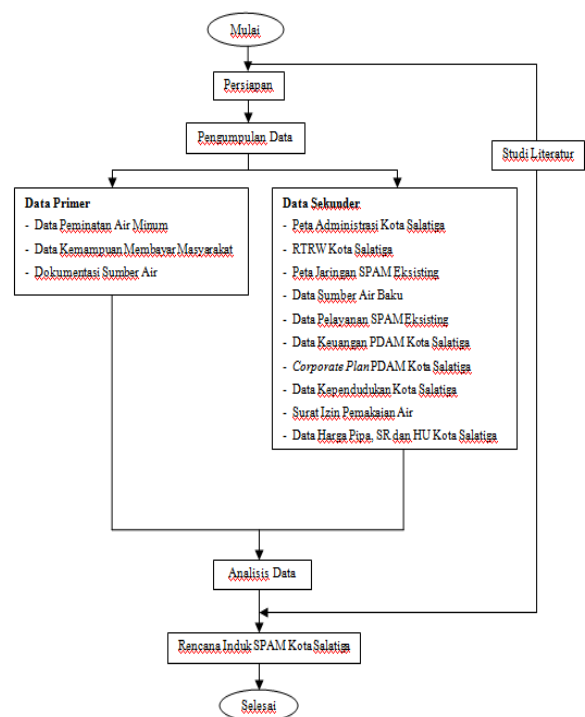 Mulai
Persiapan
Pengumpulan Data
Studi Literatur
Data Primer
- Data Peminatan Air Minum
- Data Kemampuan Membayar Masyarakat
- Dokumentasi Sumber Air
Data Sekunder
- Peta Administrasi Kota Salatiga
- RTRW Kota Salatiga
- Peta Jaringan SPAM Eksisting
- Data Sumber Air Baku
- Data Pelayanan SPAM Eksisting
- Data Keuangan PDAM Kota Salatiga
- Corporate Plan PDAM Kota Salatiga
- Data Kependudukan Kota Salatiga
- Surat Izin Pemakaian Air
- Data Harga Pipa, SR dan HU Kota Salatiga
Analisis Data
Rencana Induk SPAM Kota Salatiga
Selesai